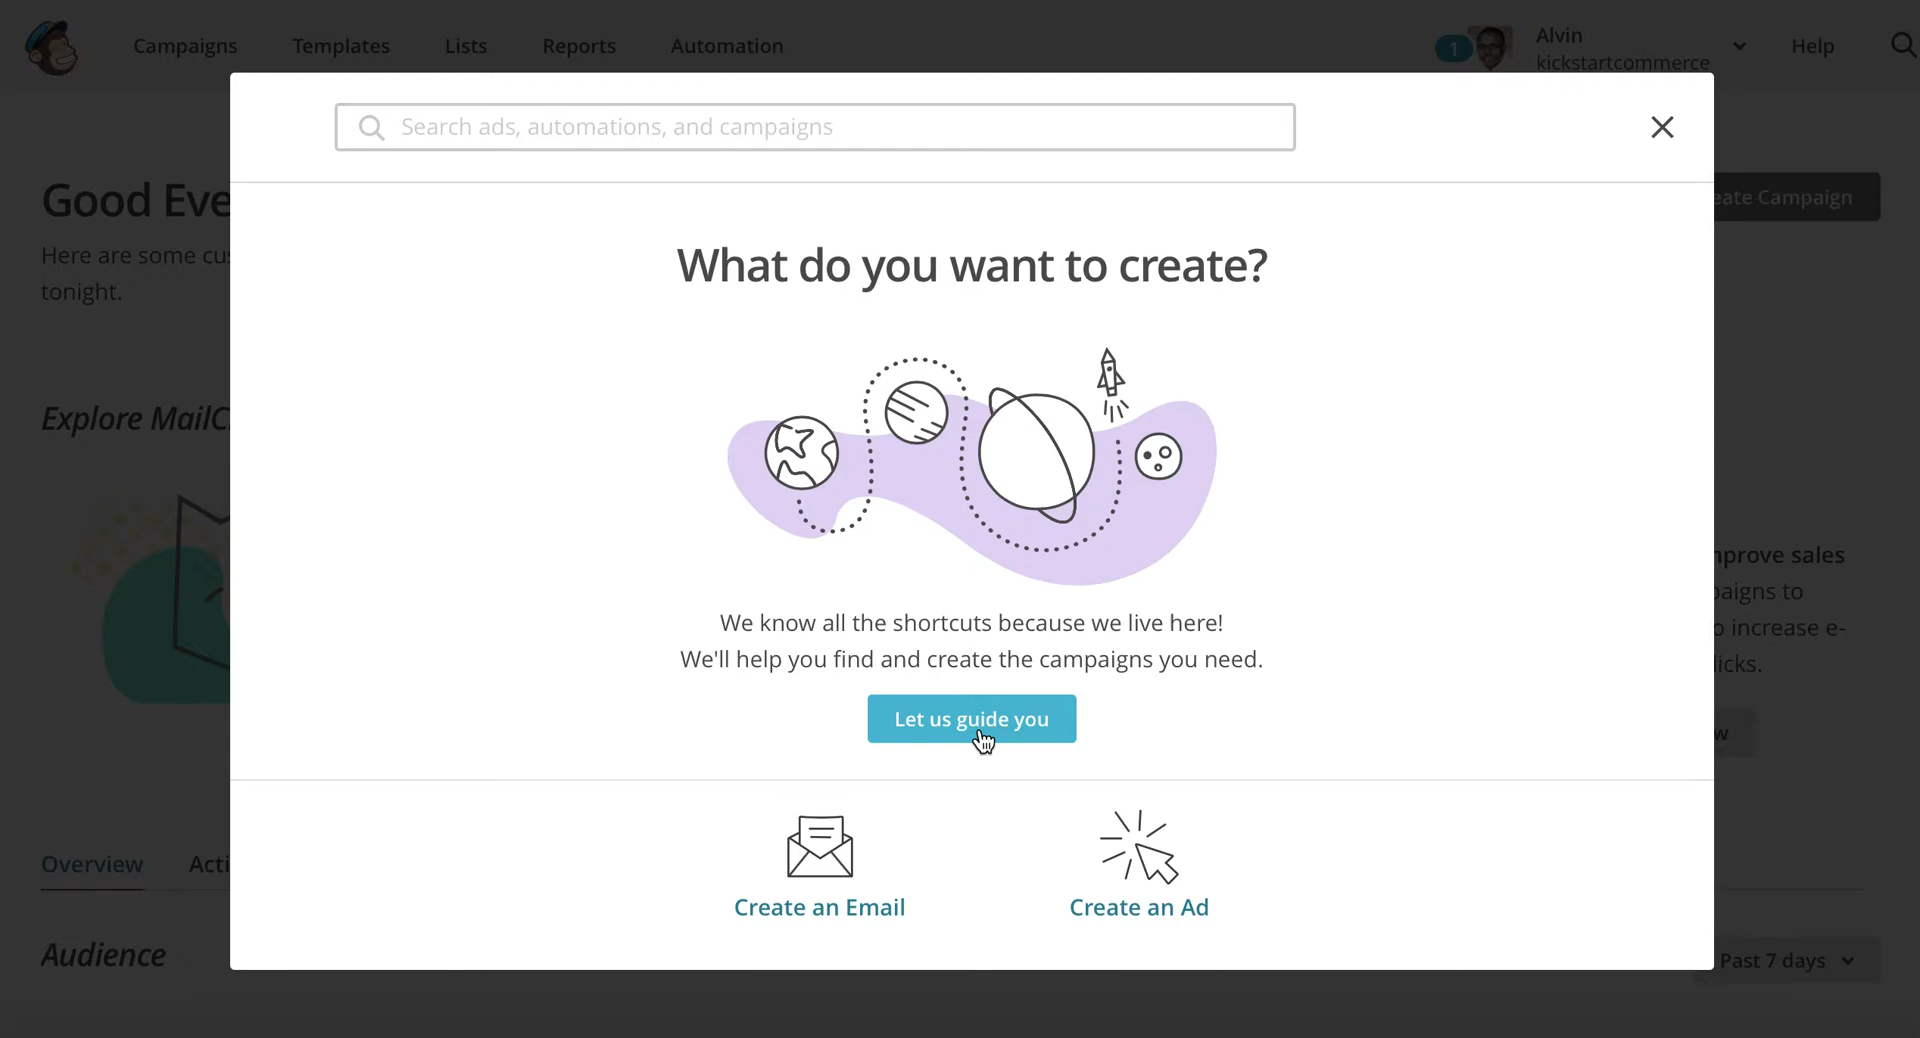 Campaigns Templates Lists Reports Automation
1
Alvin
kickstartcommerce
Help
Search ads, automations, and campaigns
Good Eve
eate Campaign
Here are some cus
tonight.
What do you want to create?
Explore MailC
mprove sales
paigns to
o increase e-
licks.
We know all the shortcuts because we live here!
We'll help you find and create the campaigns you need.
Let us guide you
w
Overview Acti
Create an Email
Create an Ad
Audience
Past 7 days